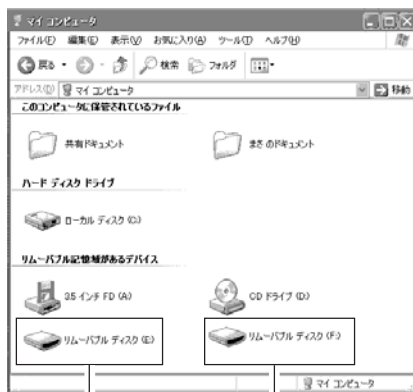 マイ コンピュータ
ファイル(F) 編集(E) 表示(V) お気に入り(A) ツール(T) ヘルプ(H)
戻る 検索 フォルダ
アドレス(D) マイ コンピュータ 移動
このコンピュータに保管されているファイル
共有ドキュメント まさ のドキュメント
ハード ディスク ドライブ
ローカル ディスク (C:)
リムーバブル記憶域があるデバイス
3.5 インチ FD (A:) CD ドライブ (D:)
リムーバブル ディスク (E:) リムーバブル ディスク (F:)
マイ コンピュータ